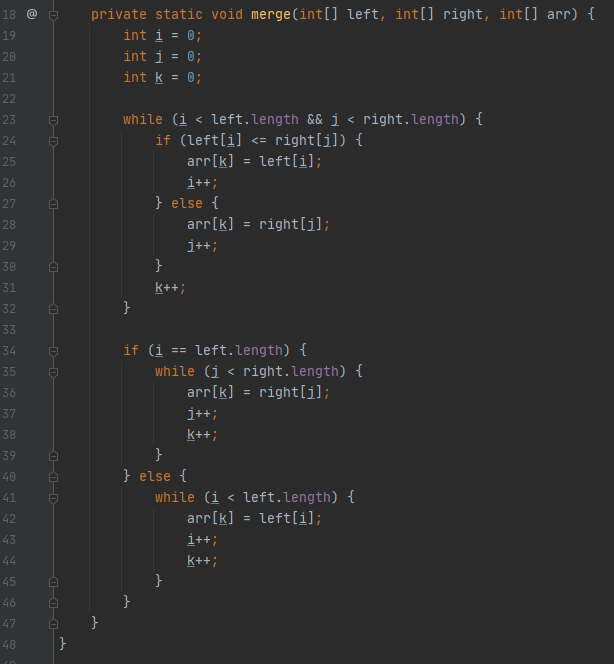 18 @ private static void merge(int[] left, int[] right, int[] arr) {
19 int i = 0;
20 int j = 0;
21 int k = 0;
22
23 while (i < left.length && j < right.length) {
24 if (left[i] <= right[j]) {
25 arr[k] = left[i];
26 i++;
27 } else {
28 arr[k] = right[j];
29 j++;
30 }
31 k++;
32 }
33
34 if (i == left.length) {
35 while (j < right.length) {
36 arr[k] = right[j];
37 j++;
38 k++;
39 }
40 } else {
41 while (i < left.length) {
42 arr[k] = left[i];
43 i++;
44 k++;
45 }
46 }
47 }
48 }